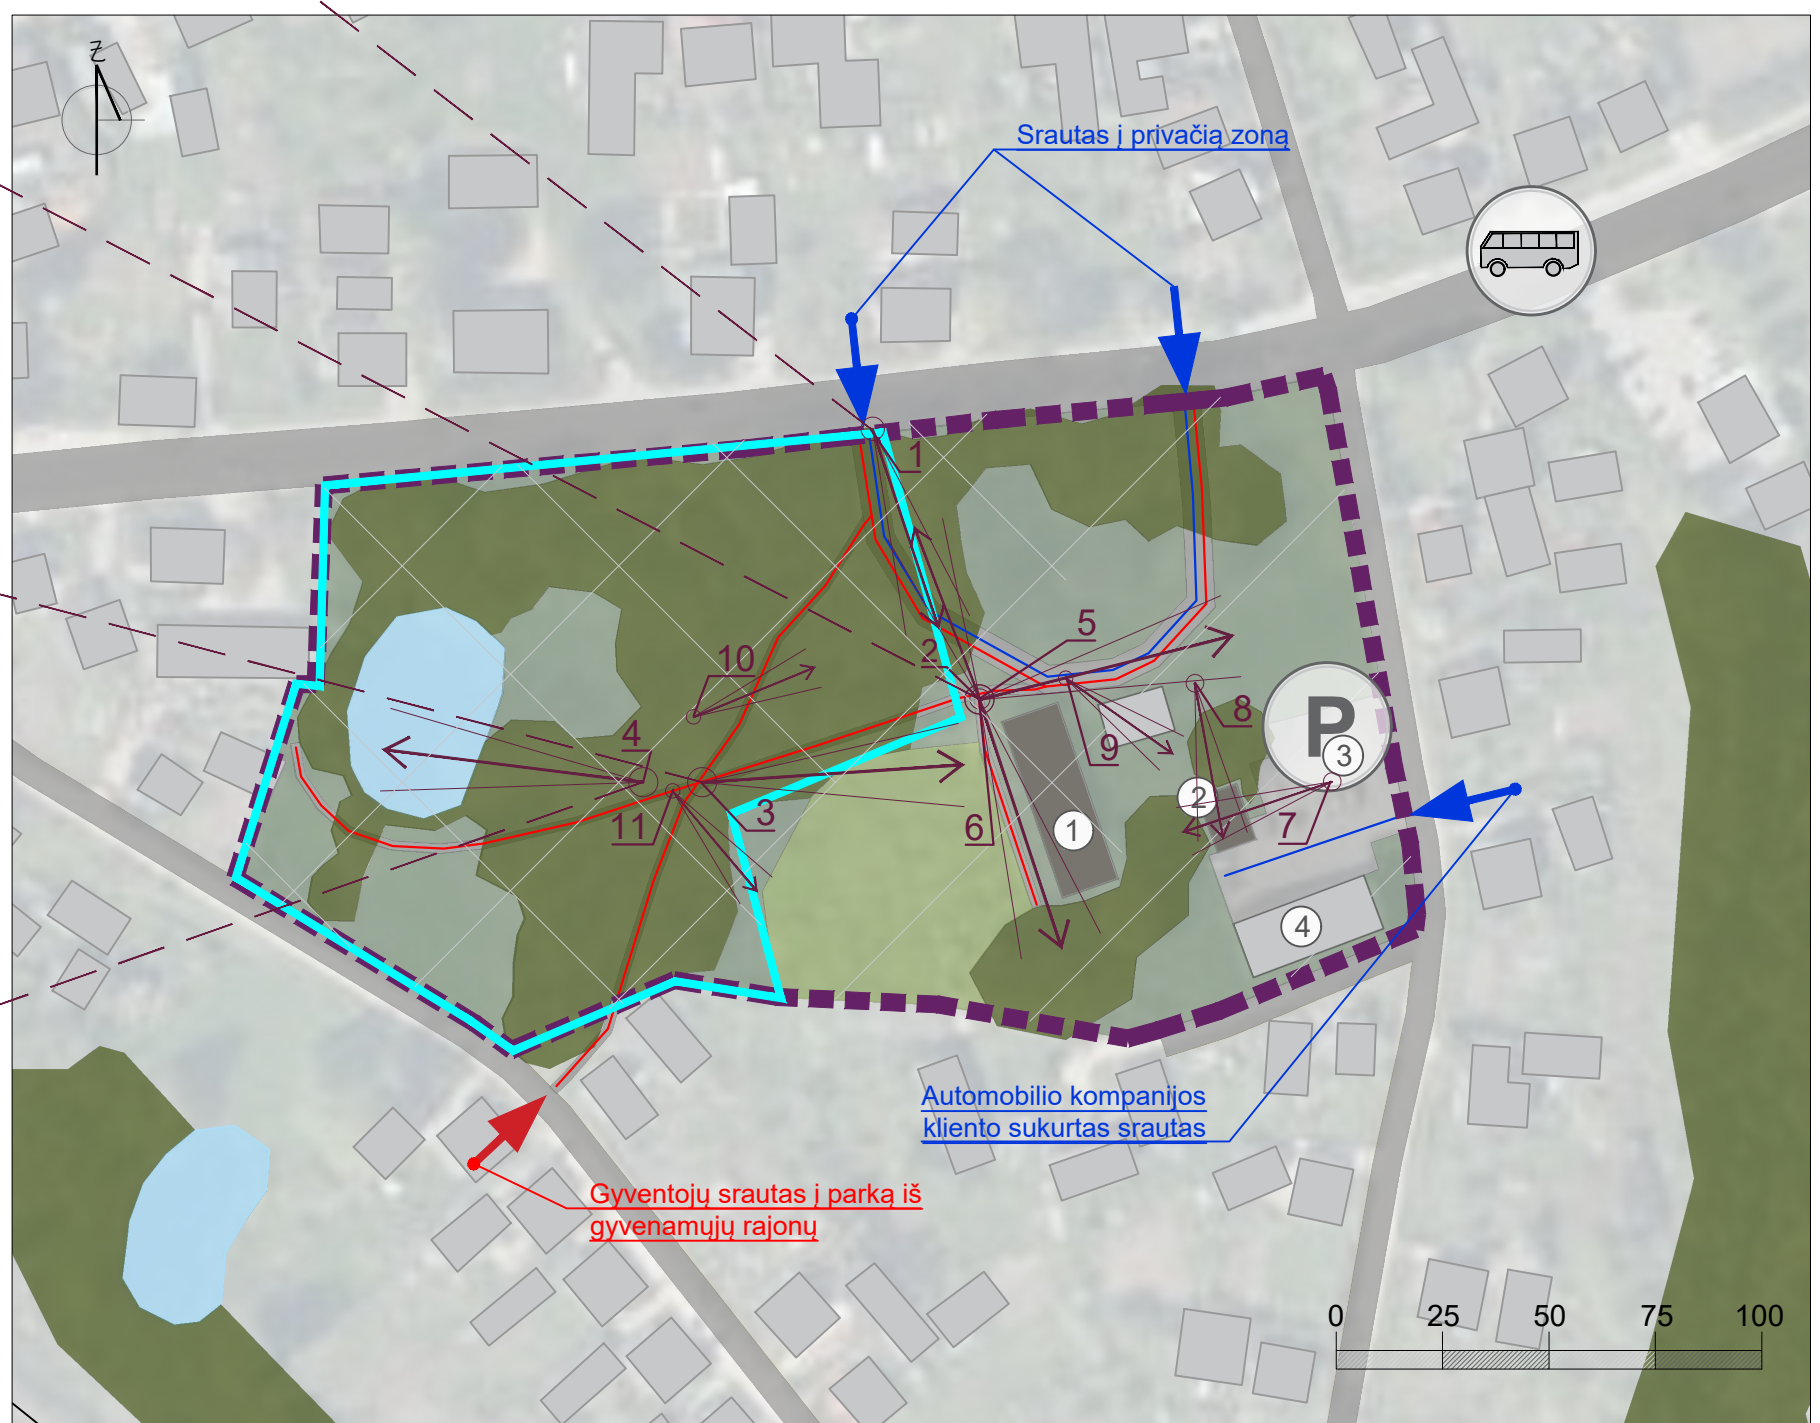 Z
Srautas į privačią zoną
1
2
5
10
4
8
P
3
9
2
11
3
6
1
7
4
Automobilio kompanijos
kliento sukurtas srautas
Gyventojų srautas į parką iš
gyvenamųjų rajonų
0 25 50 75 100